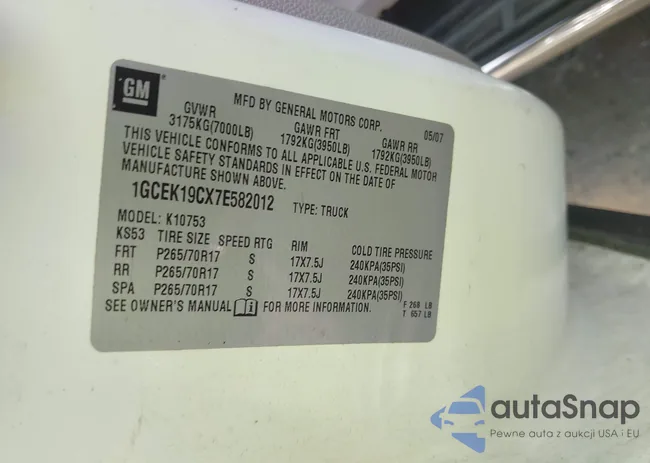 GM
MFD BY GENERAL MOTORS CORP. 05/07
GVWR GAWR FRT GAWR RR
3175KG(7000LB) 1792KG(3950LB) 1792KG(3950LB)
THIS VEHICLE CONFORMS TO ALL APPLICABLE U.S. FEDERAL MOTOR
VEHICLE SAFETY STANDARDS IN EFFECT ON THE DATE OF
MANUFACTURE SHOWN ABOVE.
1GCEK19CX7E582012 TYPE: TRUCK
MODEL: K10753
KS53 TIRE SIZE SPEED RTG RIM COLD TIRE PRESSURE
FRT P265/70R17 S 17X7.5J 240KPA(35PSI)
RR P265/70R17 S 17X7.5J 240KPA(35PSI)
SPA P265/70R17 S 17X7.5J 240KPA(35PSI)
SEE OWNER'S MANUAL FOR MORE INFORMATION.
F 268 LB
T 657 LB
autaSnap
Pewne auta z aukcji USA i EU